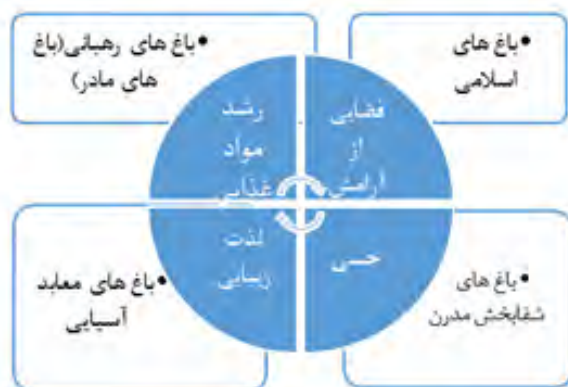 •باغ های
اسلامی
•باغ های رهبانی(باغ
های مادر)
فضایی
از
آرامش
رشد
مواد
غذایی
حسی
لذت
زیبایی
•باغ های
شفابخش مدرن
•باغ های معابد
آسیایی